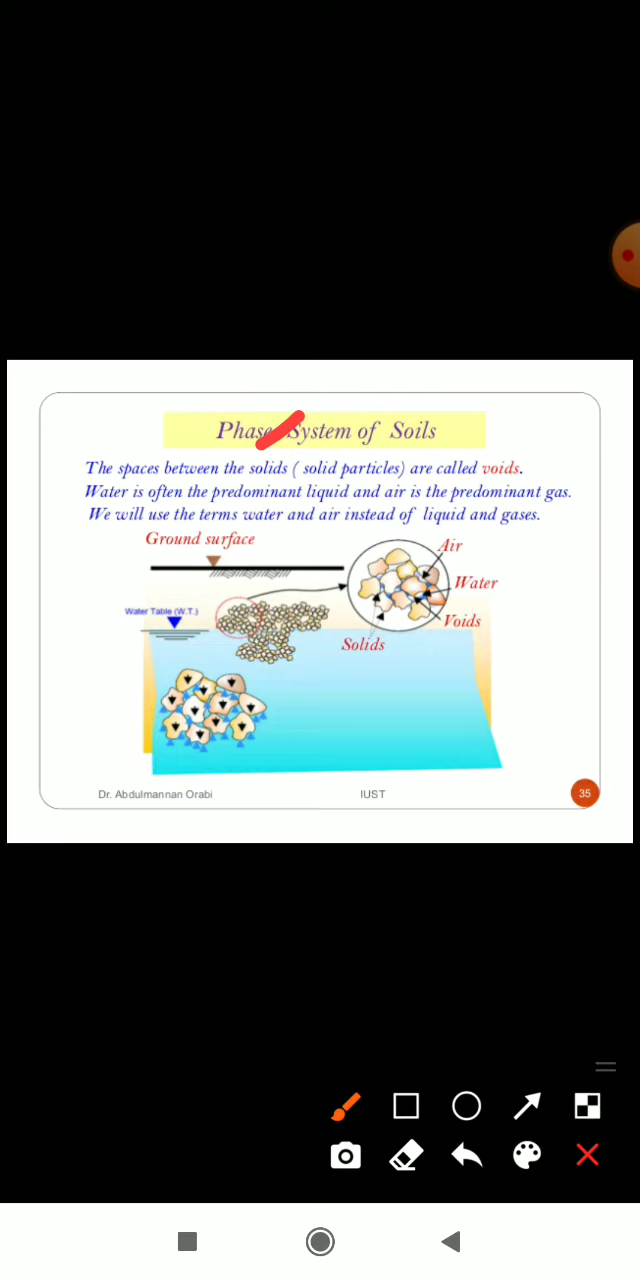 Phase System of Soils
The spaces between the solids ( solid particles) are called voids.
Water is often the predominant liquid and air is the predominant gas.
We will use the terms water and air instead of liquid and gases.
Ground surface
Air
Water
Water Table (W.T.)
Voids
Solids
Dr. Abdulmannan Orabi
IUST
35